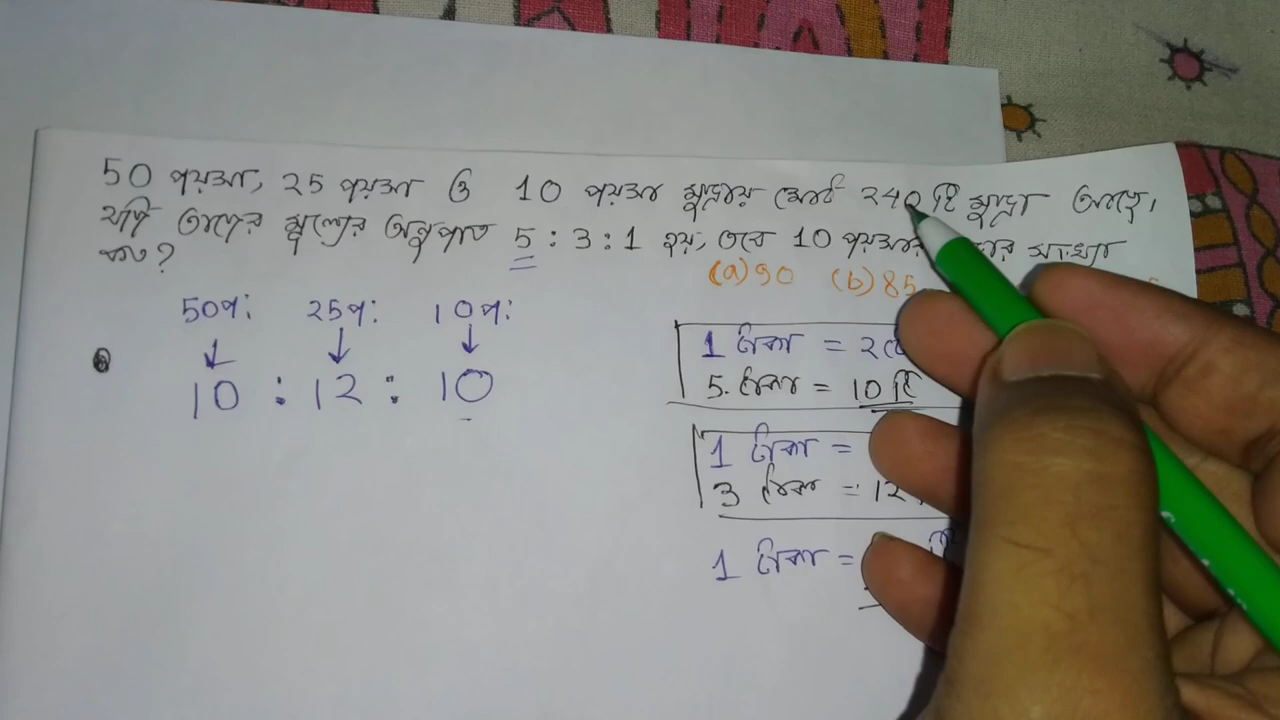 50 পয়সা, 25 পয়সা ও 10 পয়সা মুদ্রায় মোট 240 টি মুদ্রা আছে।
যদি তাদের মূল্যের অনুপাত 5 : 3 : 1 হয়, তবে 10 পয়সার সংখ্যা
কত?
(a) 90 (b) 85
50প: 25প: 10প:
10 : 12 : 10
1 টাকা = 2টি
5 টাকার = 10 টি
1 টাকা =
3 টাকার = 12
1 টাকা =